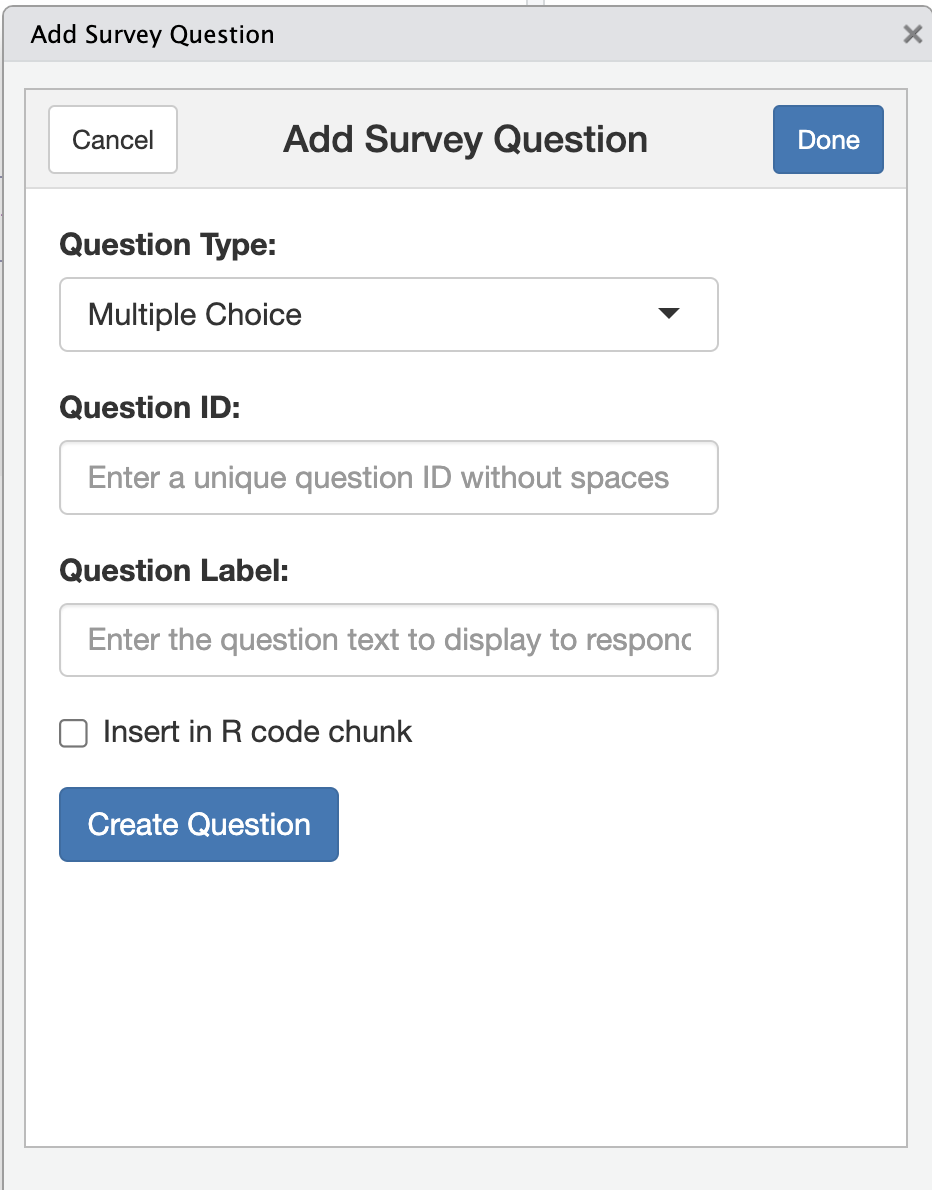 Add Survey Question
Cancel
Add Survey Question
Done
Question Type:
Multiple Choice
Question ID:
Enter a unique question ID without spaces
Question Label:
Enter the question text to display to respond
Insert in R code chunk
Create Question